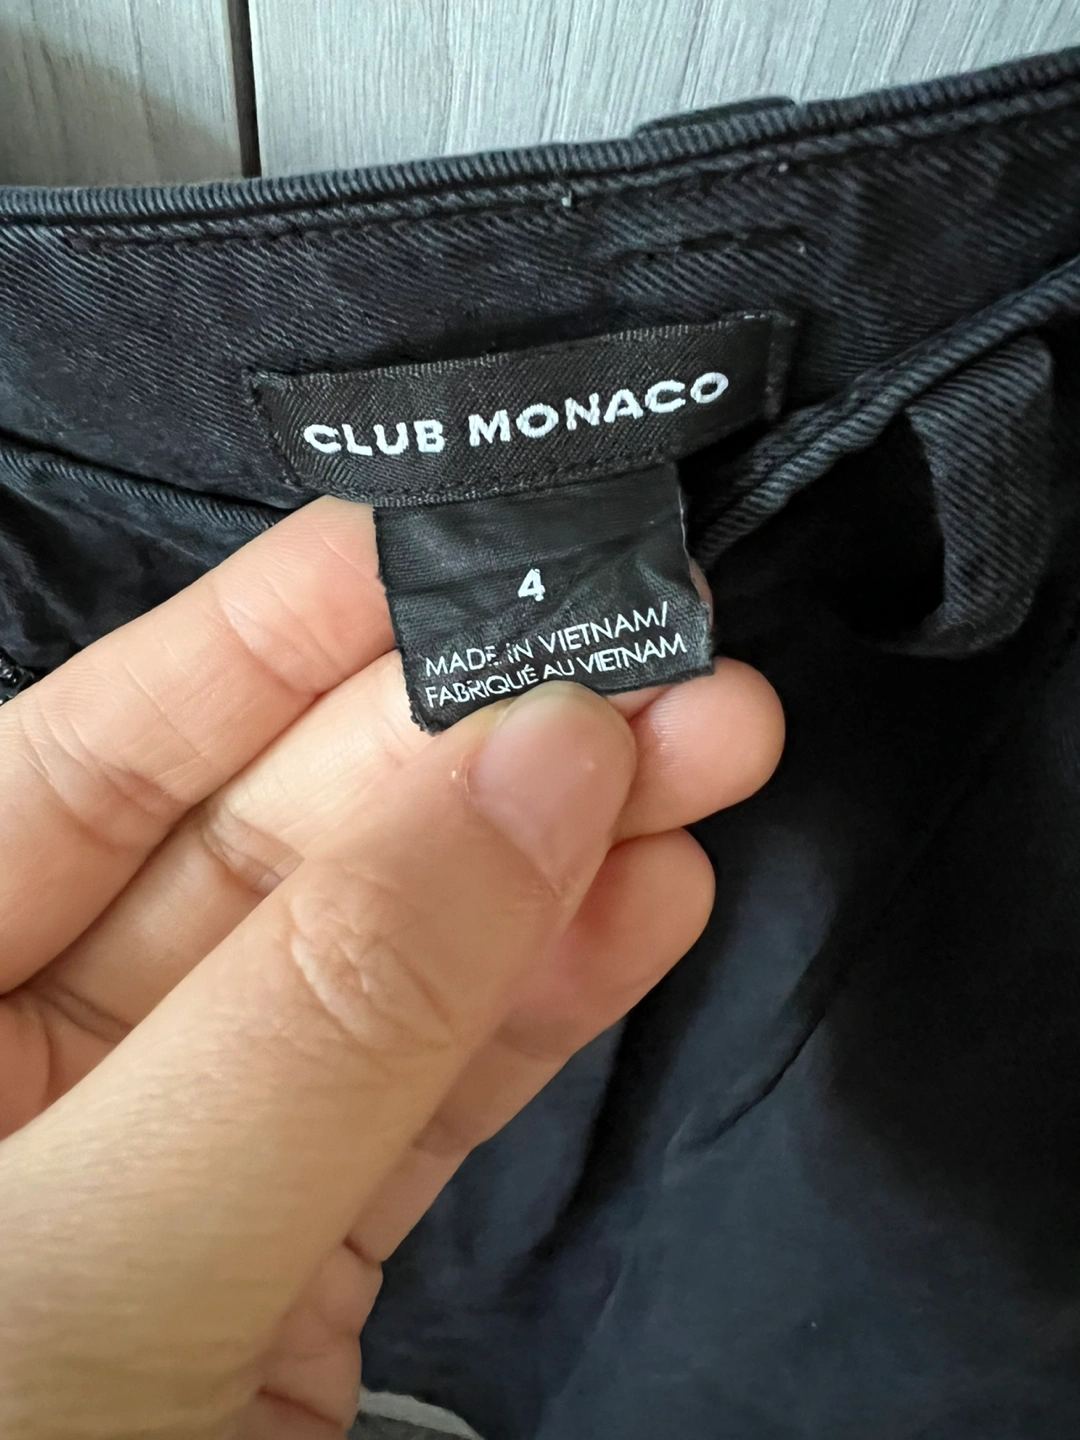 CLUB MONACO
4
MADE IN VIETNAM/
FABRIQUÉ AU VIETNAM